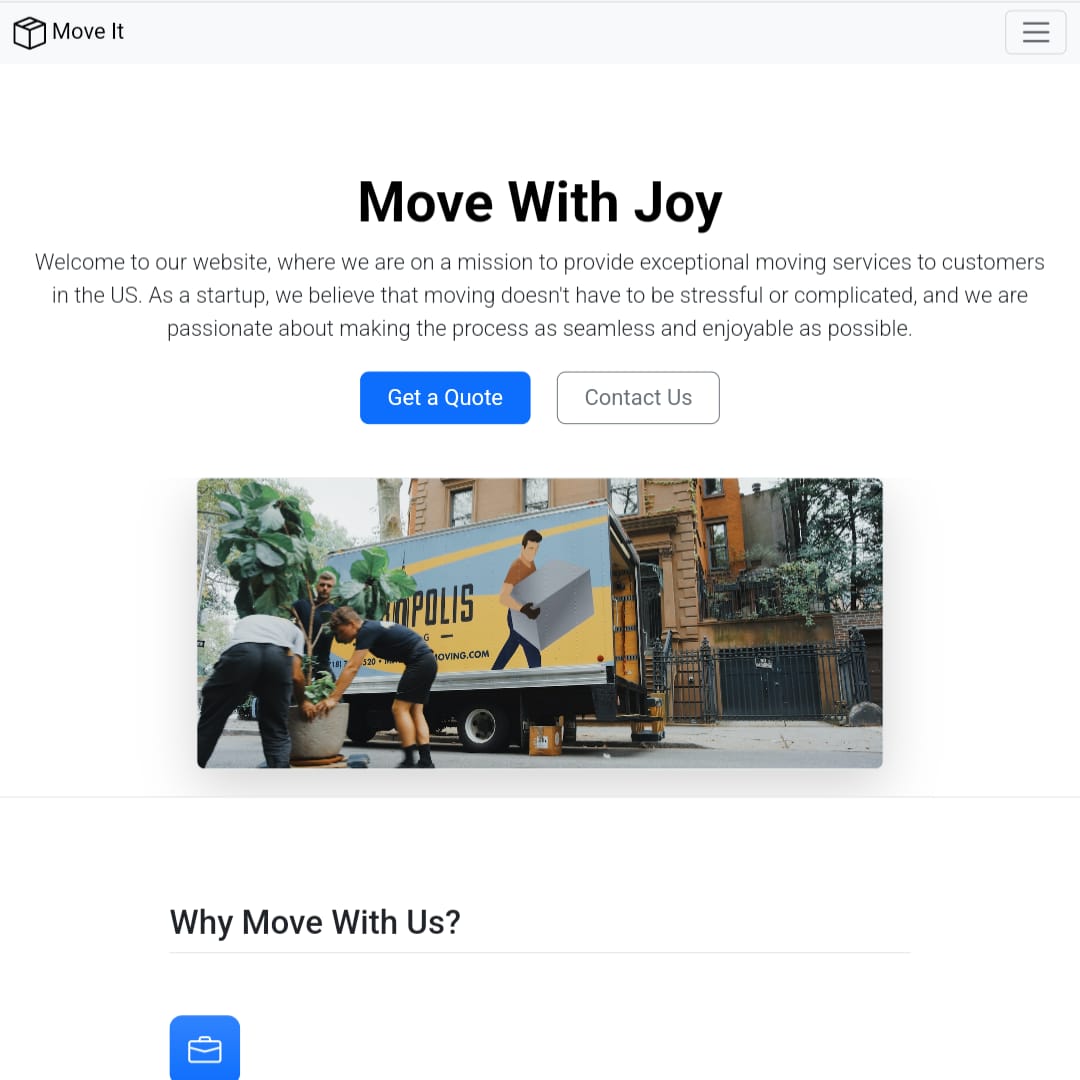 Move It
Move With Joy
Welcome to our website, where we are on a mission to provide exceptional moving services to customers
in the US. As a startup, we believe that moving doesn't have to be stressful or complicated, and we are
passionate about making the process as seamless and enjoyable as possible.
Get a Quote
Contact Us
POLIS
MOVING.COM
Why Move With Us?